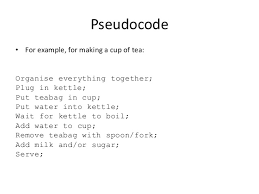 Pseudocode
• For example, for making a cup of tea:
Organise everything together;
Plug in kettle;
Put teabag in cup;
Put water into kettle;
Wait for kettle to boil;
Add water to cup;
Remove teabag with spoon/fork;
Add milk and/or sugar;
Serve;